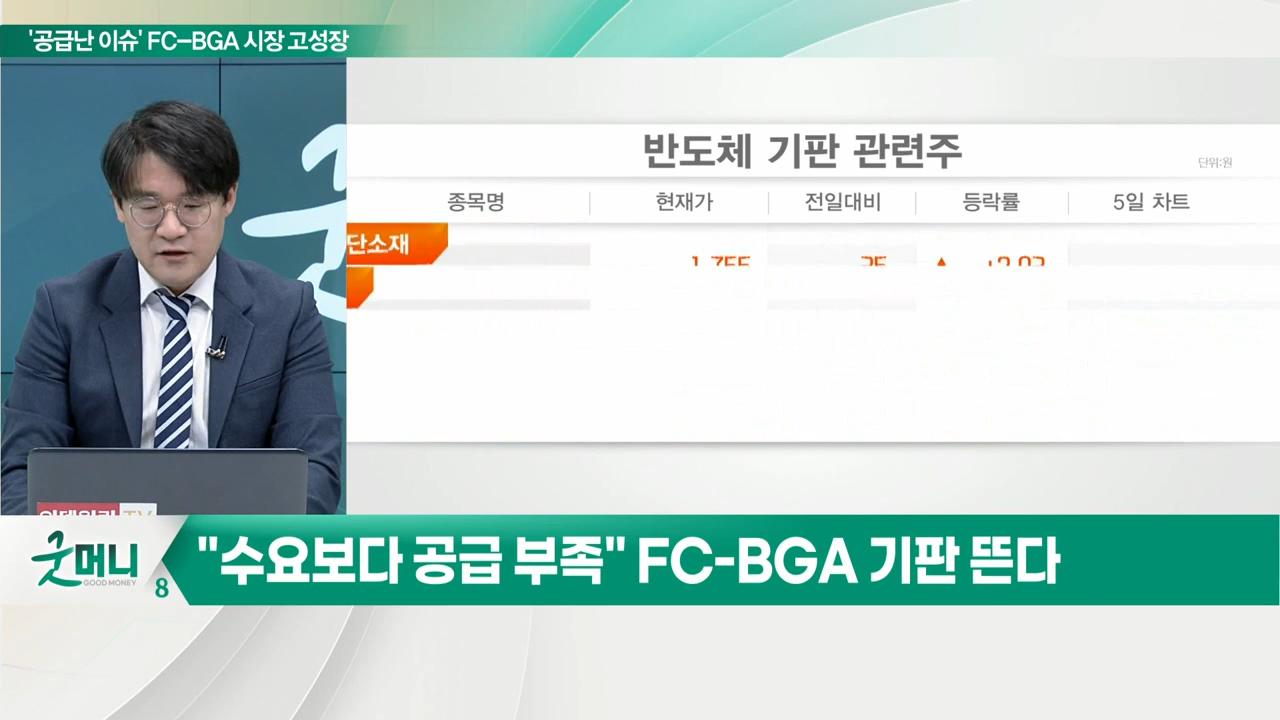 '공급난 이슈' FC-BGA 시장 고성장
반도체 기판 관련주
단위:원
종목명 현재가 전일대비 등락률 5일 차트
단소재
굿머니
GOOD MONEY
8
"수요보다 공급 부족" FC-BGA 기판 뜬다